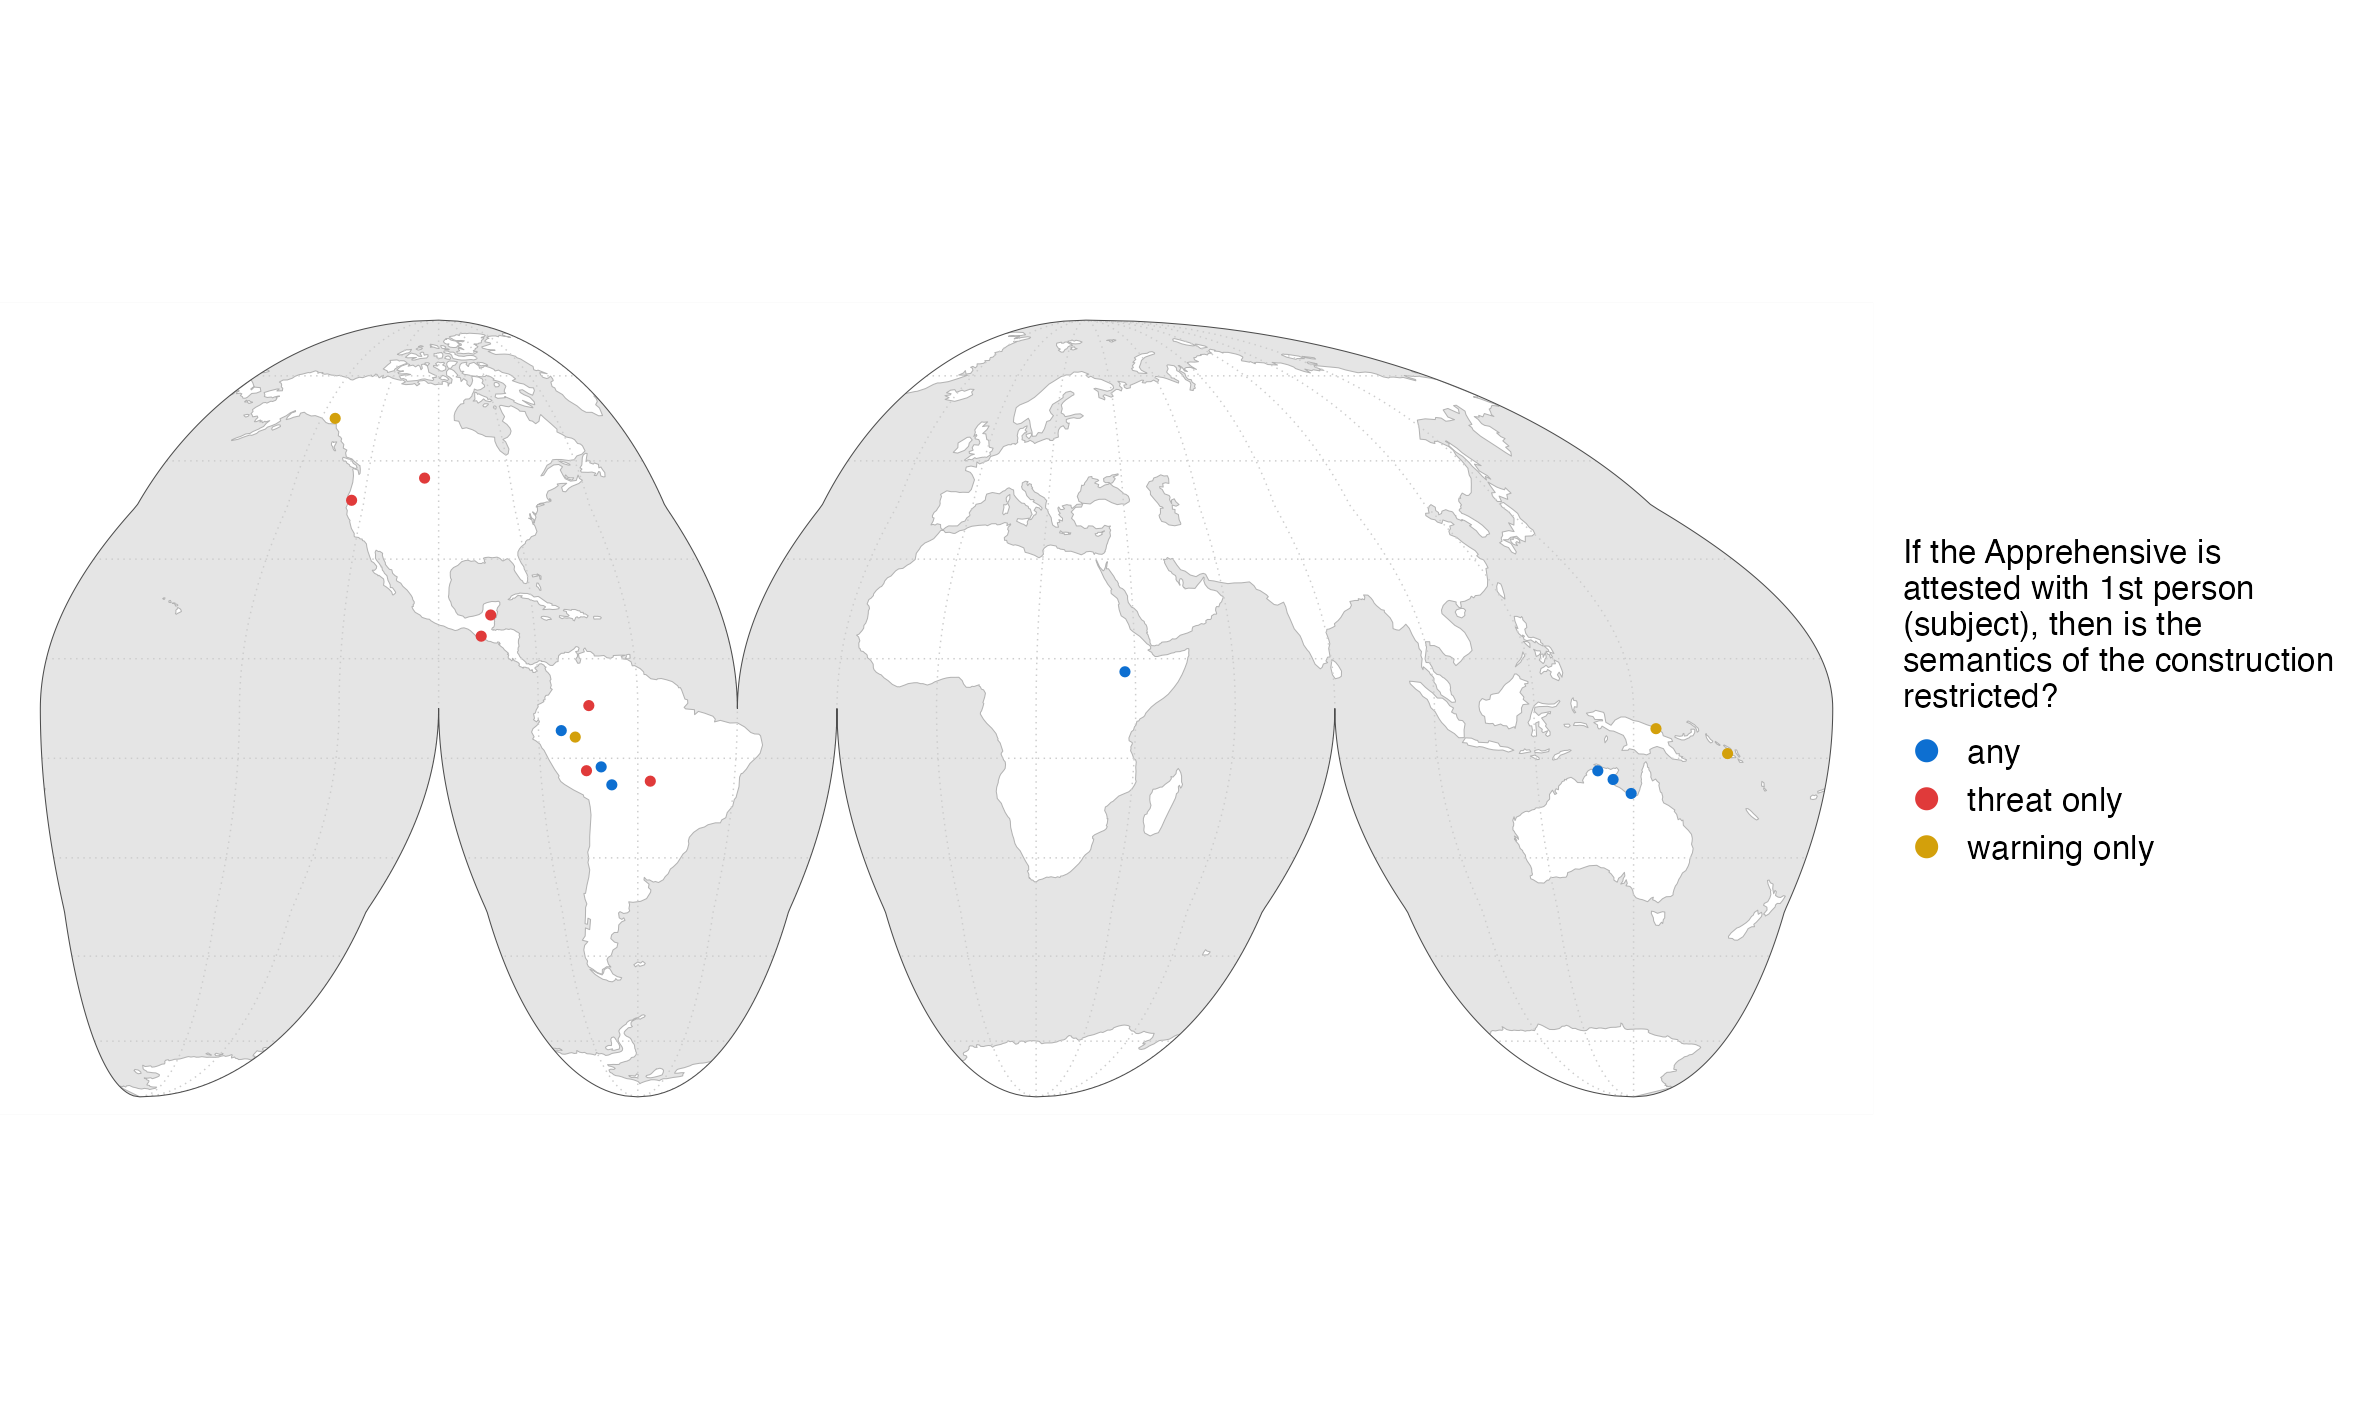 If the Apprehensive is
attested with 1st person
(subject), then is the
semantics of the construction
restricted?
any
threat only
warning only